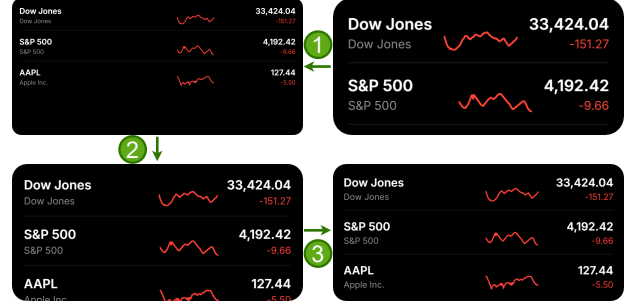 Dow Jones 33,424.04
Dow Jones -151.27
S&P 500 4,192.42
S&P 500 -9.66
AAPL 127.44
Apple Inc. -5.50
1
Dow Jones 33,424.04
Dow Jones -151.27
S&P 500 4,192.42
S&P 500 -9.66
2
Dow Jones 33,424.04
Dow Jones -151.27
S&P 500 4,192.42
S&P 500 -9.66
AAPL 127.44
Apple Inc. -5.50
3
Dow Jones 33,424.04
Dow Jones -151.27
S&P 500 4,192.42
S&P 500 -9.66
AAPL 127.44
Apple Inc. -5.50